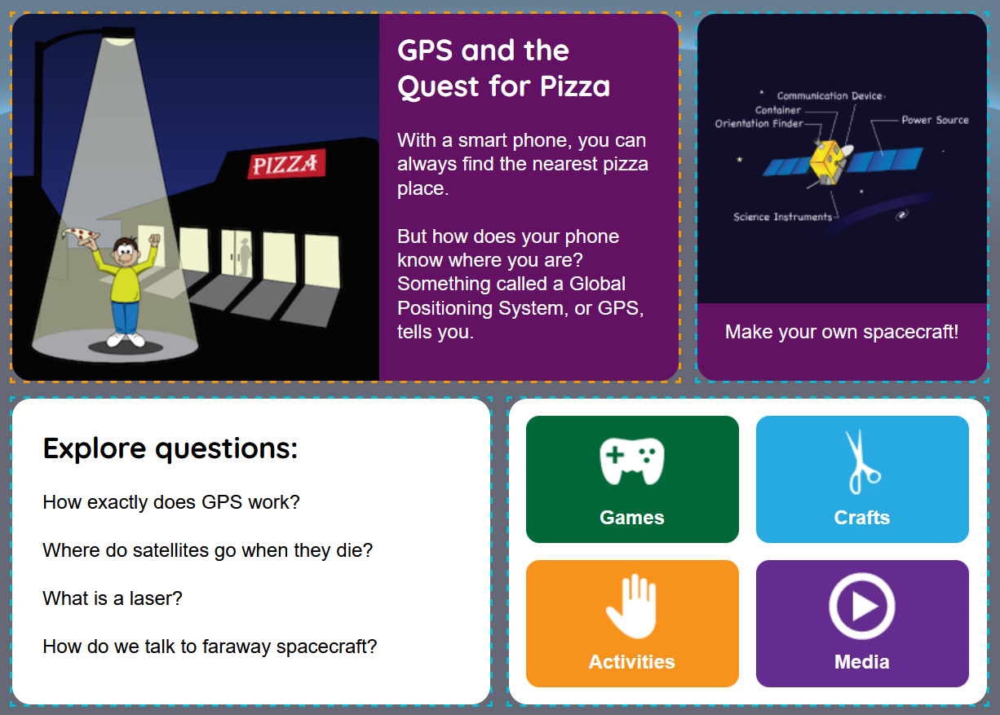 PIZZA
GPS and the
Quest for Pizza
With a smart phone, you can
always find the nearest pizza
place.
But how does your phone
know where you are?
Something called a Global
Positioning System, or GPS,
tells you.
Communication Device
Container
Orientation Finder
Power Source
Science Instruments
Make your own spacecraft!
Explore questions:
How exactly does GPS work?
Where do satellites go when they die?
What is a laser?
How do we talk to faraway spacecraft?
Games
Crafts
Activities
Media